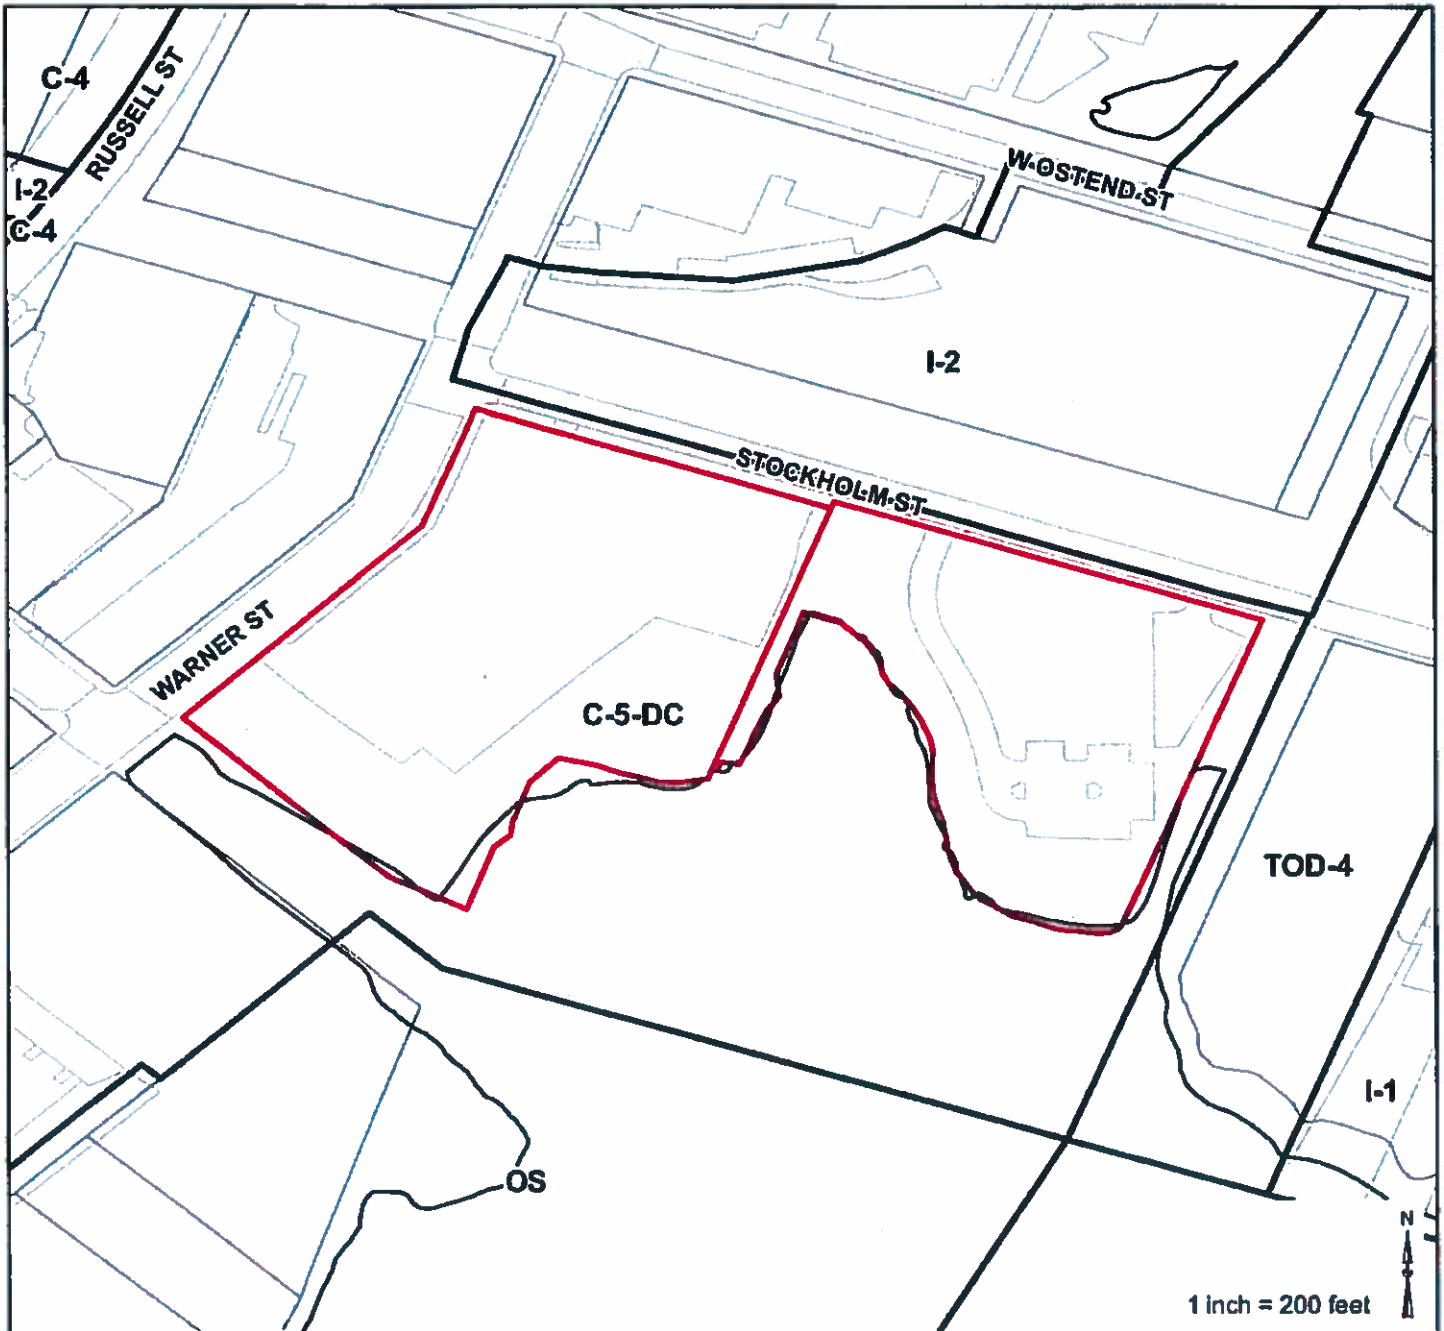 C-4
RUSSELL ST
I-2
C-4
W OSTEND ST
I-2
STOCKHOLM ST
WARNER ST
C-5-DC
TOD-4
I-1
OS
N
1 inch = 200 feet